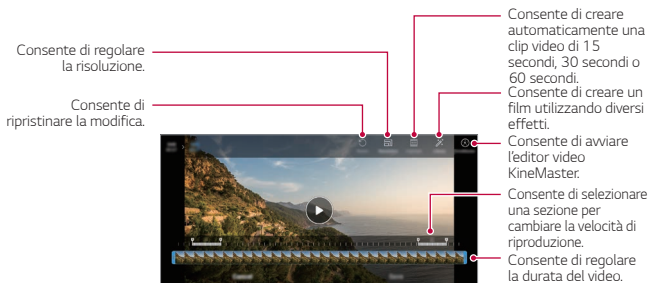 Consente di regolare
la risoluzione.
Consente di
ripristinare la modifica.
Consente di creare
automaticamente una
clip video di 15
secondi, 30 secondi o
60 secondi.
Consente di creare un
film utilizzando diversi
effetti.
Consente di avviare
l'editor video
KineMaster.
Consente di selezionare
una sezione per
cambiare la velocità di
riproduzione.
Consente di regolare
la durata del video.